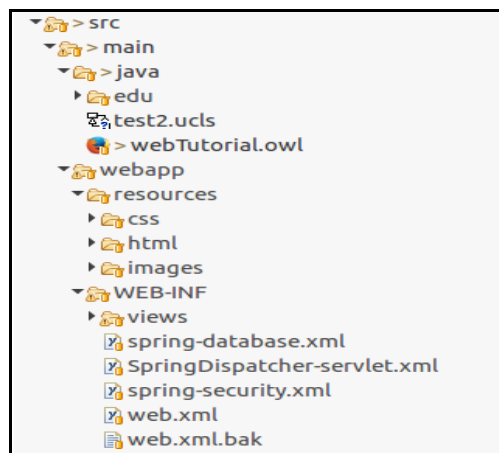 > src
> main
> java
edu
test2.ucls
> webTutorial.owl
webapp
resources
css
html
images
WEB-INF
views
spring-database.xml
SpringDispatcher-servlet.xml
spring-security.xml
web.xml
web.xml.bak